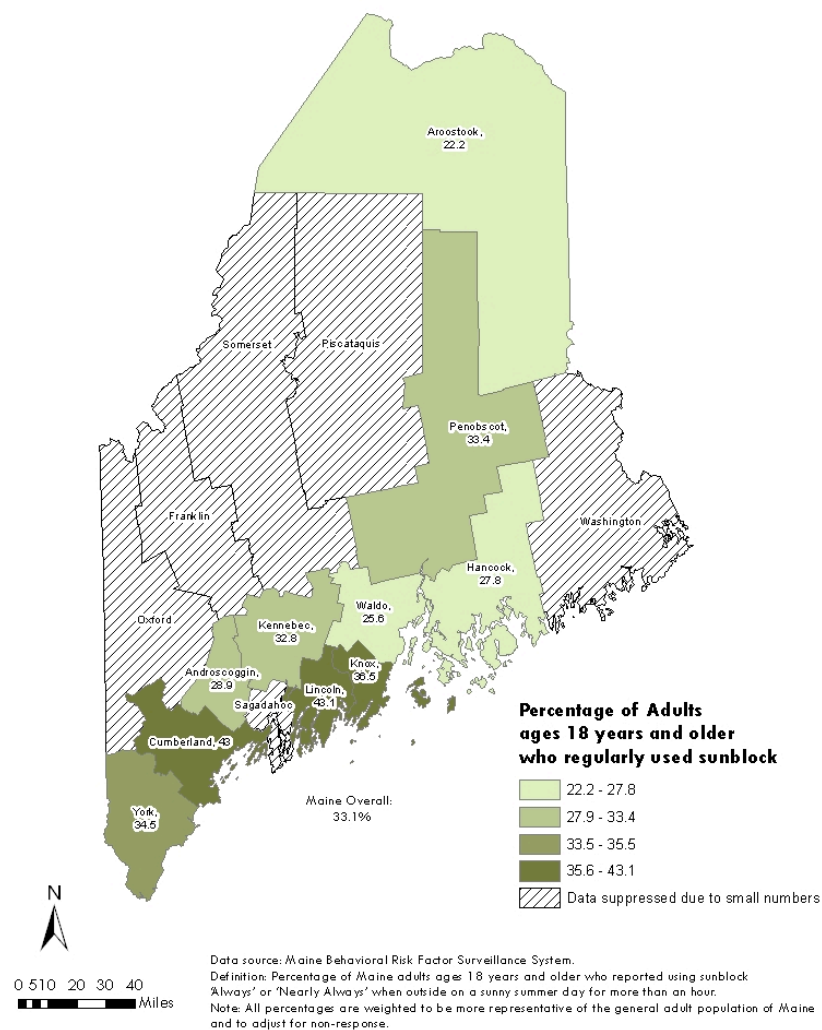 Aroostook,
22.2
Somerset
Piscataquis
Penobscot,
33.4
Franklin
Washington
Hancock,
27.8
Waldo,
25.6
Oxford
Kennebec,
32.8
Knox,
36.5
Androscoggin,
28.9
Lincoln,
43.1
Sagadahoc
Cumberland, 43
York,
34.5
Maine Overall:
33.1%
Percentage of Adults
ages 18 years and older
who regularly used sunblock
22.2 - 27.8
27.9 - 33.4
33.5 - 35.5
35.6 - 43.1
Data suppressed due to small numbers
N
0 5 10 20 30 40
Miles
Data source: Maine Behavioral Risk Factor Surveillance System.
Definition: Percentage of Maine adults ages 18 years and older who reported using sunblock
'Always' or 'Nearly Always' when outside on a sunny summer day for more than an hour.
Note: All percentages are weighted to be more representative of the general adult population of Maine
and to adjust for non-response.